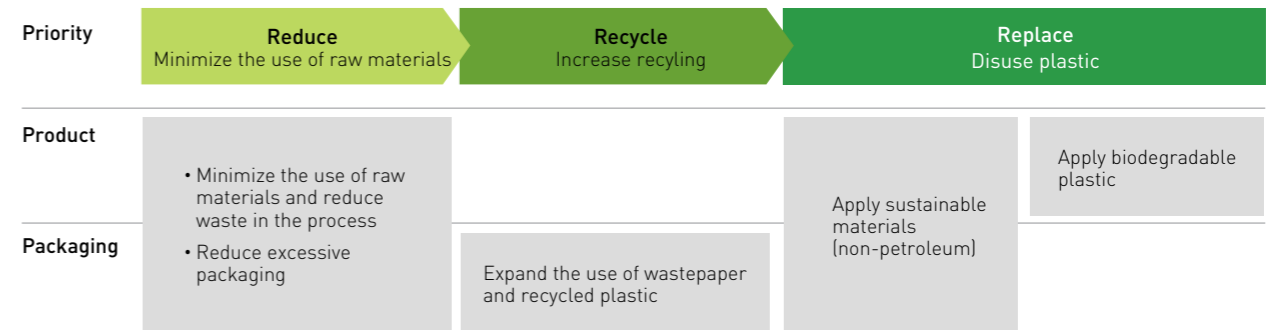 Priority
Reduce
Minimize the use of raw materials
Recycle
Increase recyling
Replace
Disuse plastic
Product
• Minimize the use of raw
materials and reduce
waste in the process
• Reduce excessive
packaging
Apply sustainable
materials
(non-petroleum)
Apply biodegradable
plastic
Packaging
Expand the use of wastepaper
and recycled plastic